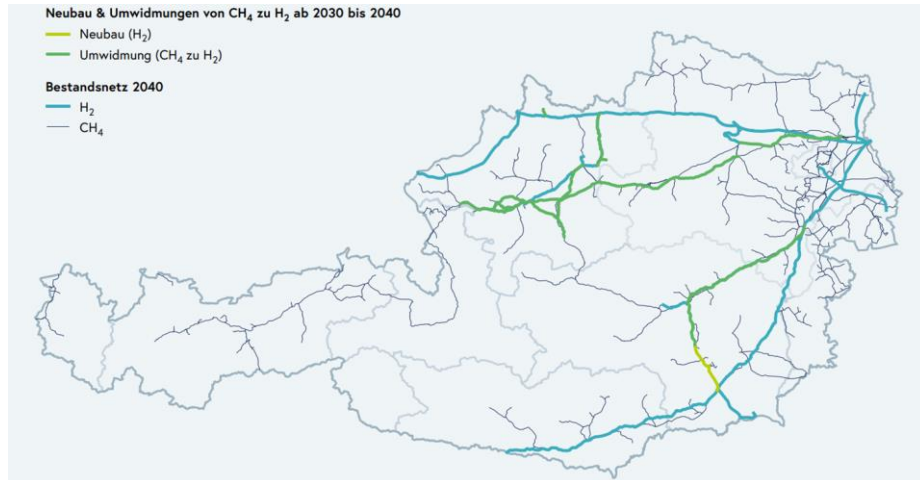 Neubau & Umwidmungen von CH₄ zu H₂ ab 2030 bis 2040
Neubau (H₂)
Umwidmung (CH₄ zu H₂)
Bestandsnetz 2040
H₂
CH₄